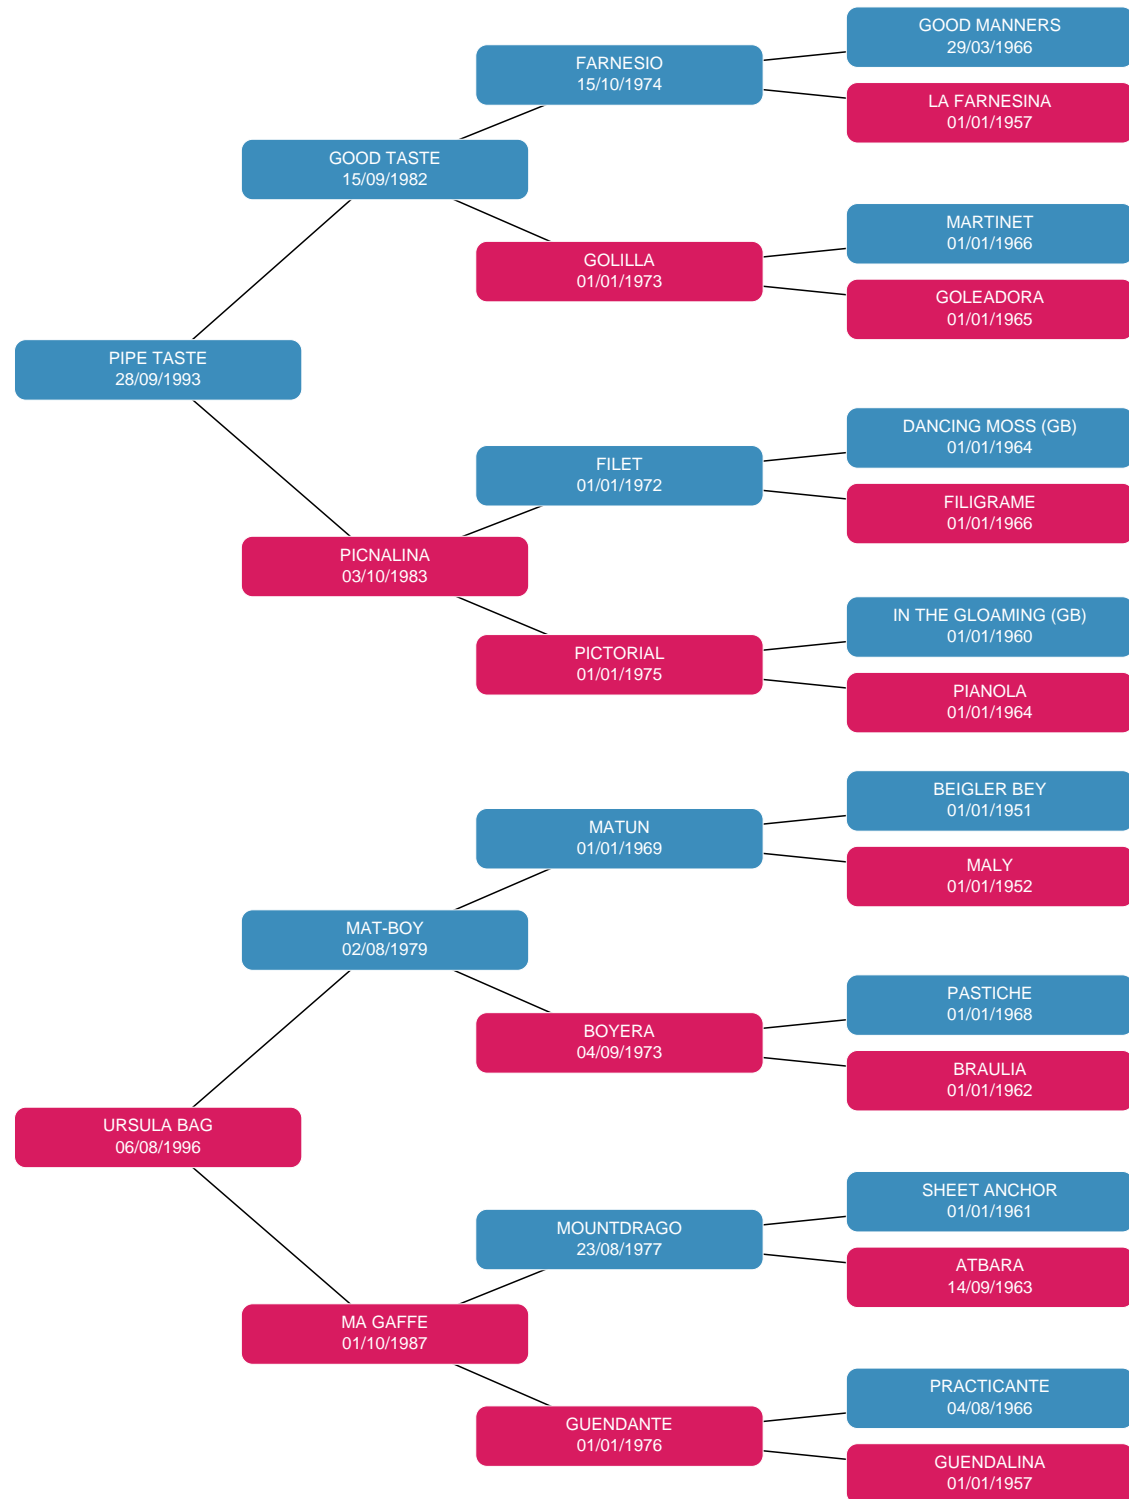 GOOD MANNERS
29/03/1966
FARNESIO
15/10/1974
LA FARNESINA
01/01/1957
GOOD TASTE
15/09/1982
MARTINET
01/01/1966
GOLILLA
01/01/1973
GOLEADORA
01/01/1965
PIPE TASTE
28/09/1993
DANCING MOSS (GB)
01/01/1964
FILET
01/01/1972
FILIGRAME
01/01/1966
PICNALINA
03/10/1983
IN THE GLOAMING (GB)
01/01/1960
PICTORIAL
01/01/1975
PIANOLA
01/01/1964
BEIGLER BEY
01/01/1951
MATUN
01/01/1969
MALY
01/01/1952
MAT-BOY
02/08/1979
PASTICHE
01/01/1968
BOYERA
04/09/1973
BRAULIA
01/01/1962
URSULA BAG
06/08/1996
SHEET ANCHOR
01/01/1961
MOUNTDRAGO
23/08/1977
ATBARA
14/09/1963
MA GAFFE
01/10/1987
PRACTICANTE
04/08/1966
GUENDANTE
01/01/1976
GUENDALINA
01/01/1957